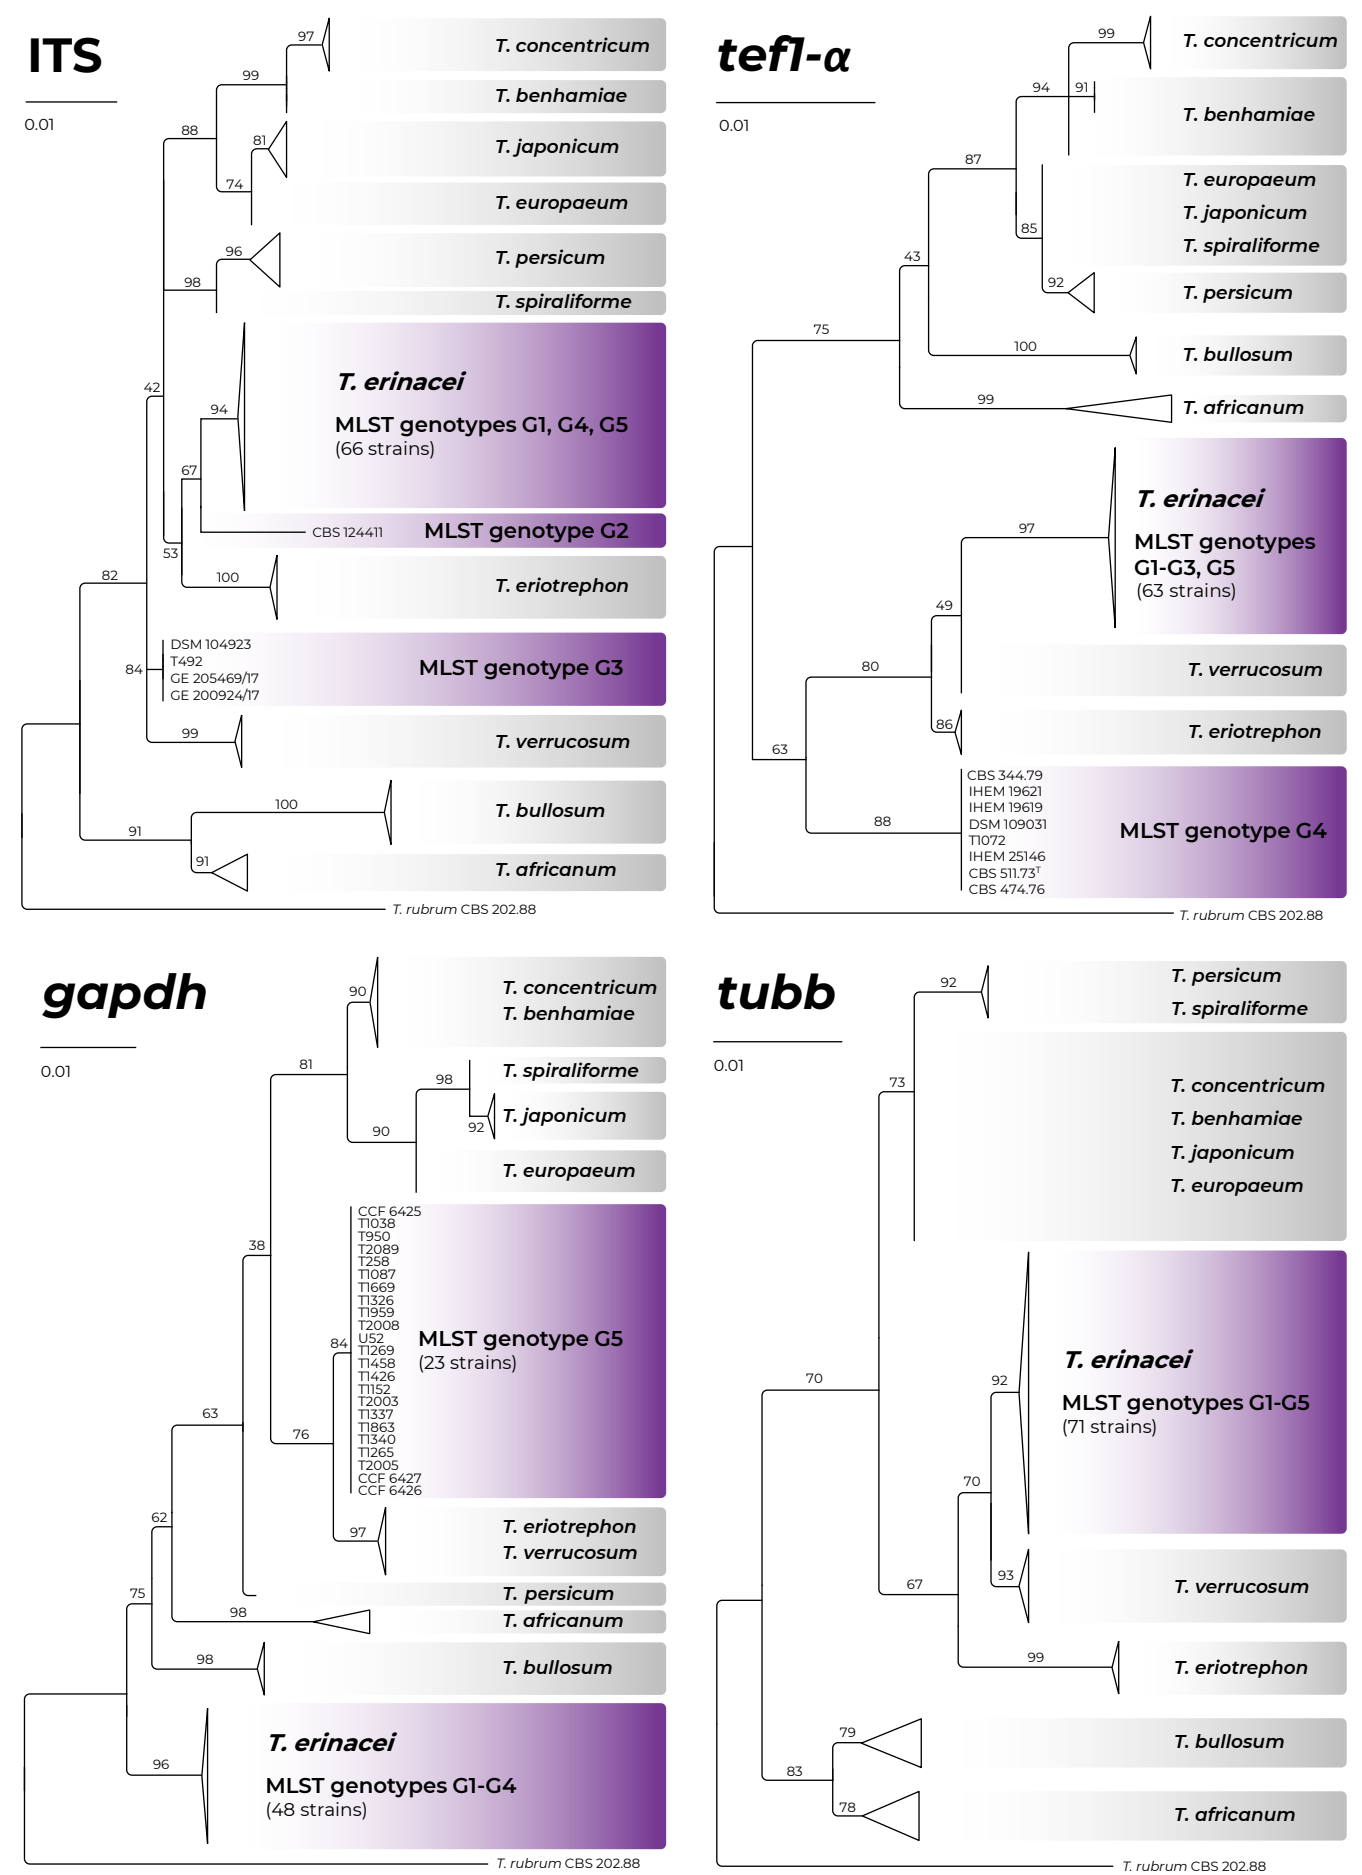 ITS
0.01
97
T. concentricum
99
T. benhamiae
88
81
T. japonicum
74
T. europaeum
96
T. persicum
98
T. spiraliforme
42
T. erinacei
94
MLST genotypes G1, G4, G5
(66 strains)
67
CBS 124411
MLST genotype G2
53
100
T. eriotrephon
82
84
DSM 104923
T492
GE 205469/17
GE 200924/17
MLST genotype G3
99
T. verrucosum
100
T. bullosum
91
91
T. africanum
T. rubrum CBS 202.88
tef1-α
0.01
99
T. concentricum
94
91
T. benhamiae
87
T. europaeum
T. japonicum
T. spiraliforme
85
92
T. persicum
43
75
100
T. bullosum
99
T. africanum
T. erinacei
97
MLST genotypes
G1-G3, G5
(63 strains)
49
80
T. verrucosum
86
T. eriotrephon
63
88
CBS 344.79
IHEM 19621
IHEM 19619
DSM 109031
T1072
IHEM 25146
CBS 511.73T
CBS 474.76
MLST genotype G4
T. rubrum CBS 202.88
gapdh
0.01
90
T. concentricum
T. benhamiae
81
98
T. spiraliforme
92
T. japonicum
90
T. europaeum
38
84
CCF 6425
T1038
T950
T2089
T258
T1087
T1669
T1326
T1959
T2008
U52
T1269
T1458
T1426
T1152
T2003
T1337
T1863
T1340
T1265
T2005
CCF 6427
CCF 6426
MLST genotype G5
(23 strains)
63
76
62
97
T. eriotrephon
T. verrucosum
75
T. persicum
98
T. africanum
98
T. bullosum
T. erinacei
96
MLST genotypes G1-G4
(48 strains)
T. rubrum CBS 202.88
tubb
0.01
92
T. persicum
T. spiraliforme
73
T. concentricum
T. benhamiae
T. japonicum
T. europaeum
70
T. erinacei
92
MLST genotypes G1-G5
(71 strains)
70
93
T. verrucosum
67
99
T. eriotrephon
79
T. bullosum
83
78
T. africanum
T. rubrum CBS 202.88